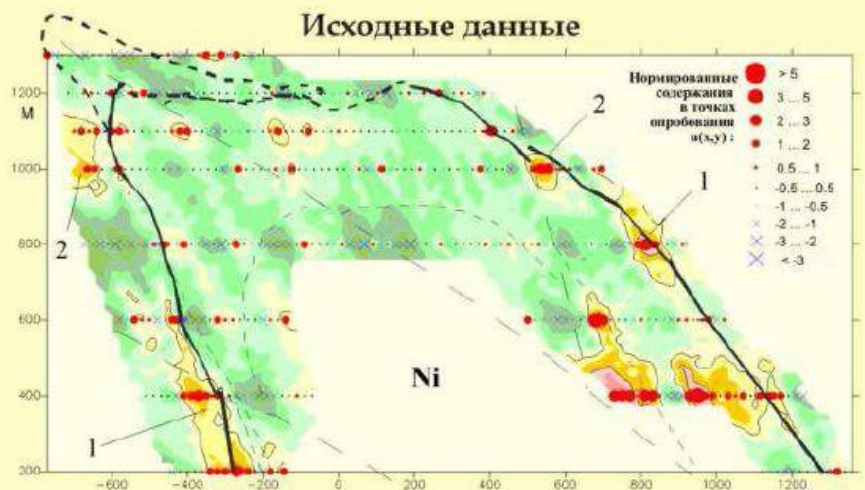 Исходные данные
Нормированные
содержания
в точках
опробования
u(x,y) :
> 5
3 ... 5
2 ... 3
1 ... 2
0.5 ... 1
-0.5 ... 0.5
-1 ... -0.5
-2 ... -1
-3 ... -2
< -3
1200
М
1000
800
600
400
200
2
1
2
1
Ni
-600 -400 -200 0 200 400 600 800 1000 1200